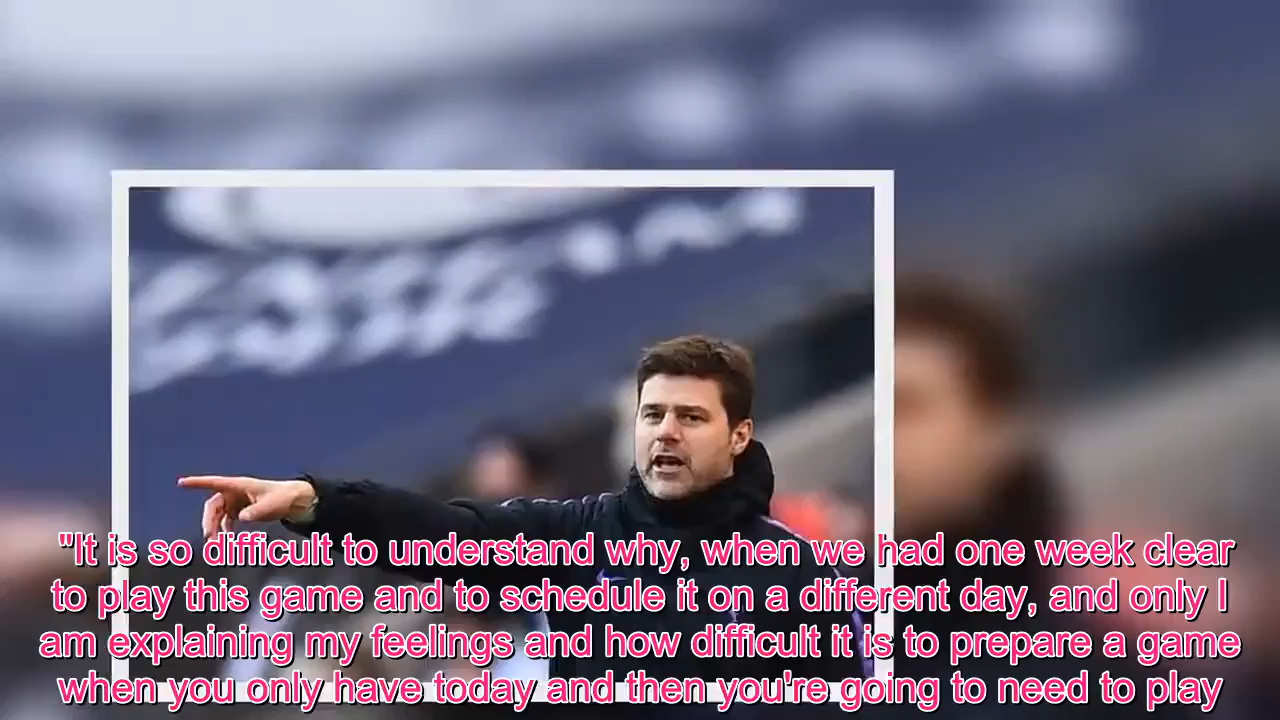 "It is so difficult to understand why, when we had one week clear
to play this game and to schedule it on a different day, and only I
am explaining my feelings and how difficult it is to prepare a game
when you only have today and then you're going to need to play